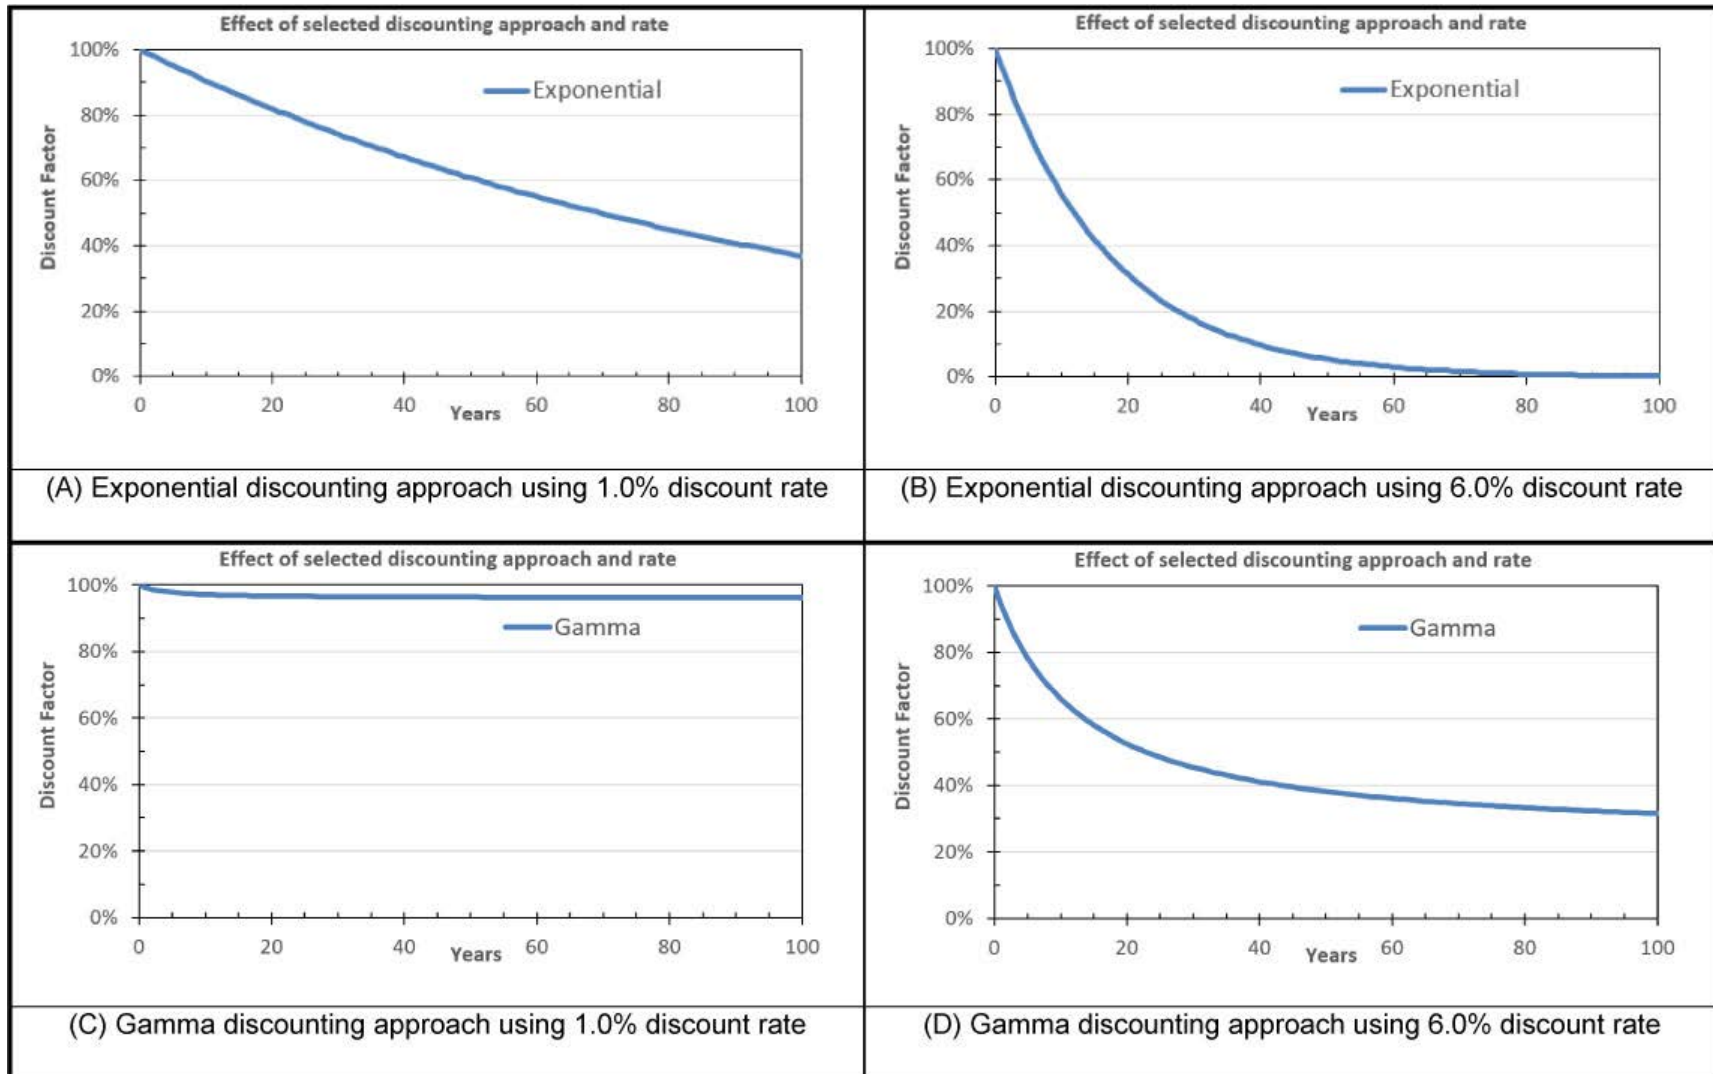 Effect of selected discounting approach and rate
100%
80%
60%
40%
20%
0%
Discount Factor
Exponential
0 20 40 60 80 100
Years
(A) Exponential discounting approach using 1.0% discount rate
Effect of selected discounting approach and rate
100%
80%
60%
40%
20%
0%
Discount Factor
Exponential
0 20 40 60 80 100
Years
(B) Exponential discounting approach using 6.0% discount rate
Effect of selected discounting approach and rate
100%
80%
60%
40%
20%
0%
Discount Factor
Gamma
0 20 40 60 80 100
Years
(C) Gamma discounting approach using 1.0% discount rate
Effect of selected discounting approach and rate
100%
80%
60%
40%
20%
0%
Discount Factor
Gamma
0 20 40 60 80 100
Years
(D) Gamma discounting approach using 6.0% discount rate